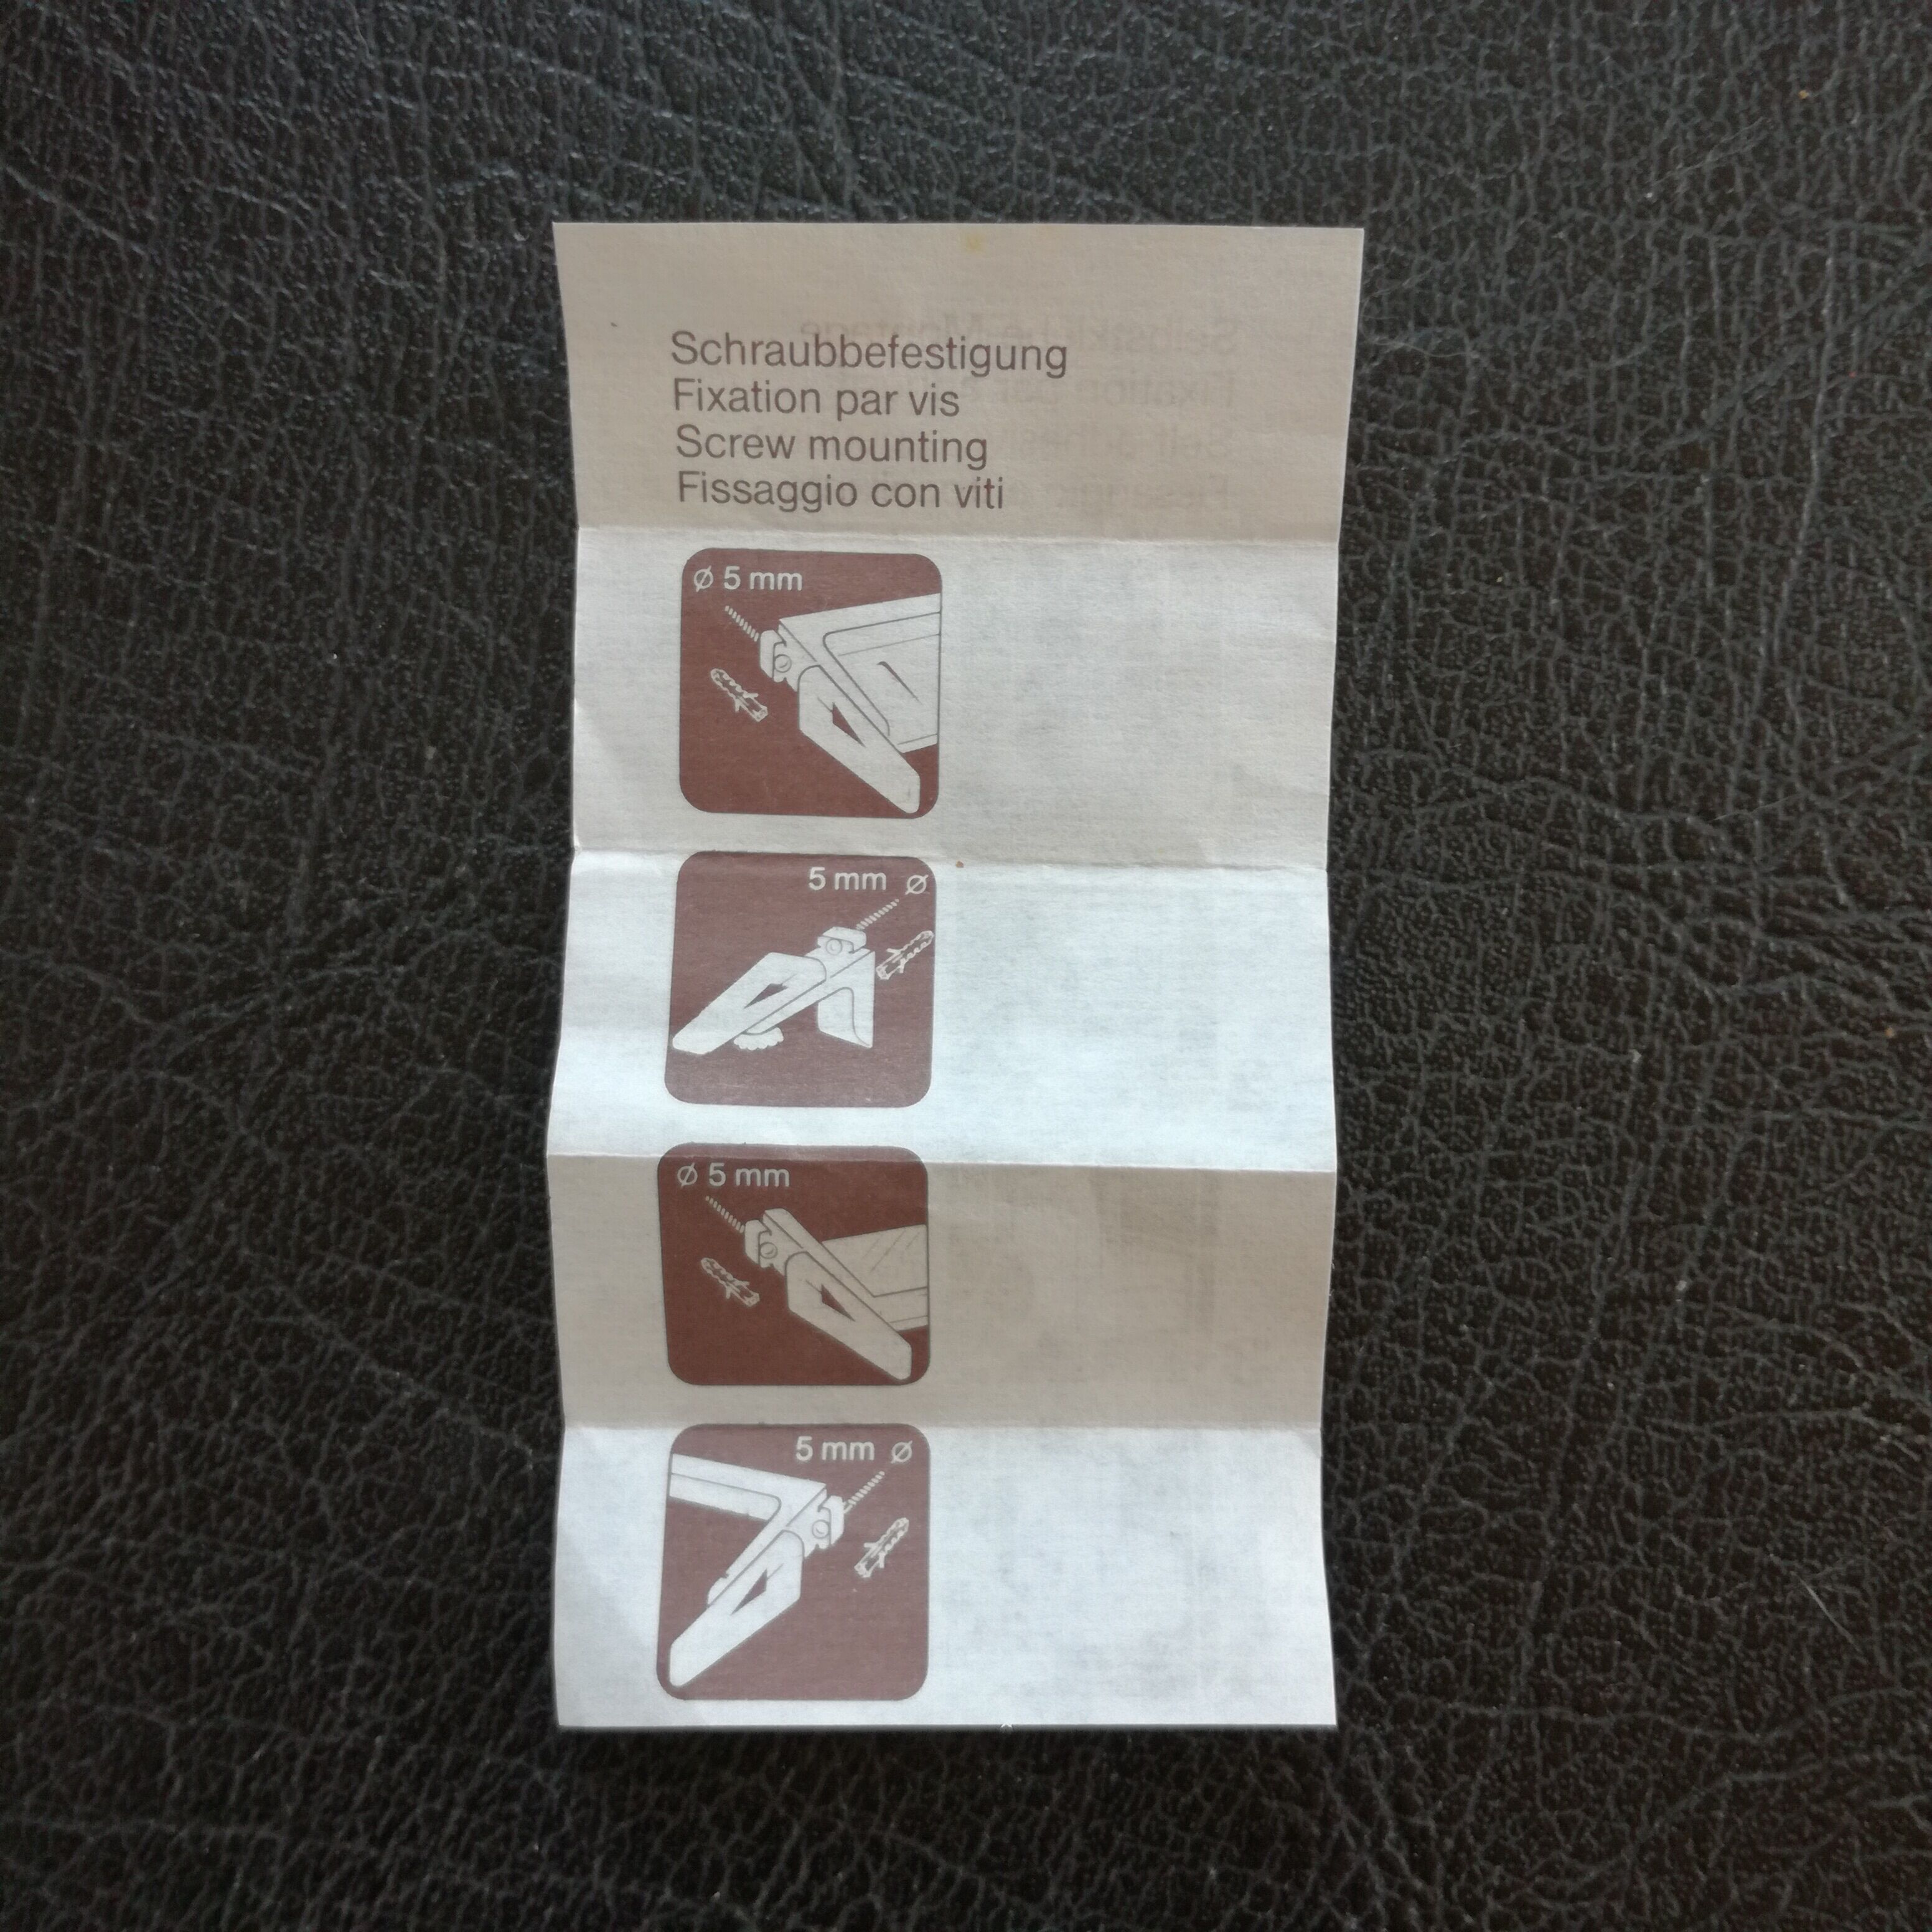 Schraubbefestigung
Fixation par vis
Screw mounting
Fissaggio con viti
Ø 5 mm
5 mm Ø
Ø 5 mm
5 mm Ø